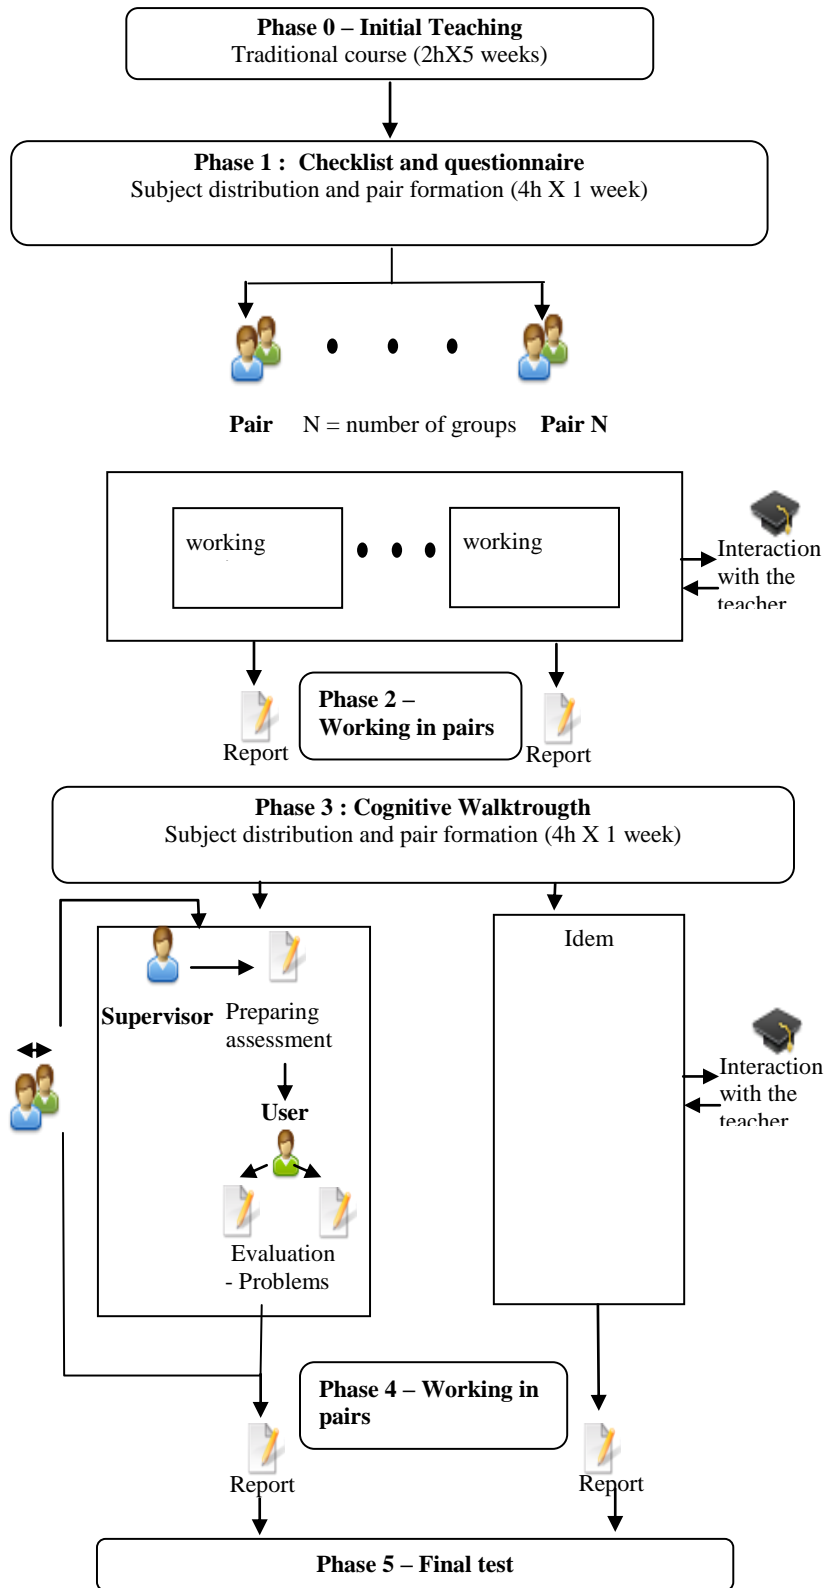 Phase 0 – Initial Teaching
Traditional course (2hX5 weeks)
Phase 1 :  Checklist and questionnaire
Subject distribution and pair formation (4h X 1 week)
Pair N = number of groups Pair N
working
working
Interaction
with the
teacher
Phase 2 –
Working in pairs
Report
Report
Phase 3 : Cognitive Walktrougth
Subject distribution and pair formation (4h X 1 week)
Idem
Supervisor
Preparing
assessment
User
Interaction
with the
teacher
Evaluation
- Problems
Phase 4 – Working in
pairs
Report
Report
Phase 5 – Final test